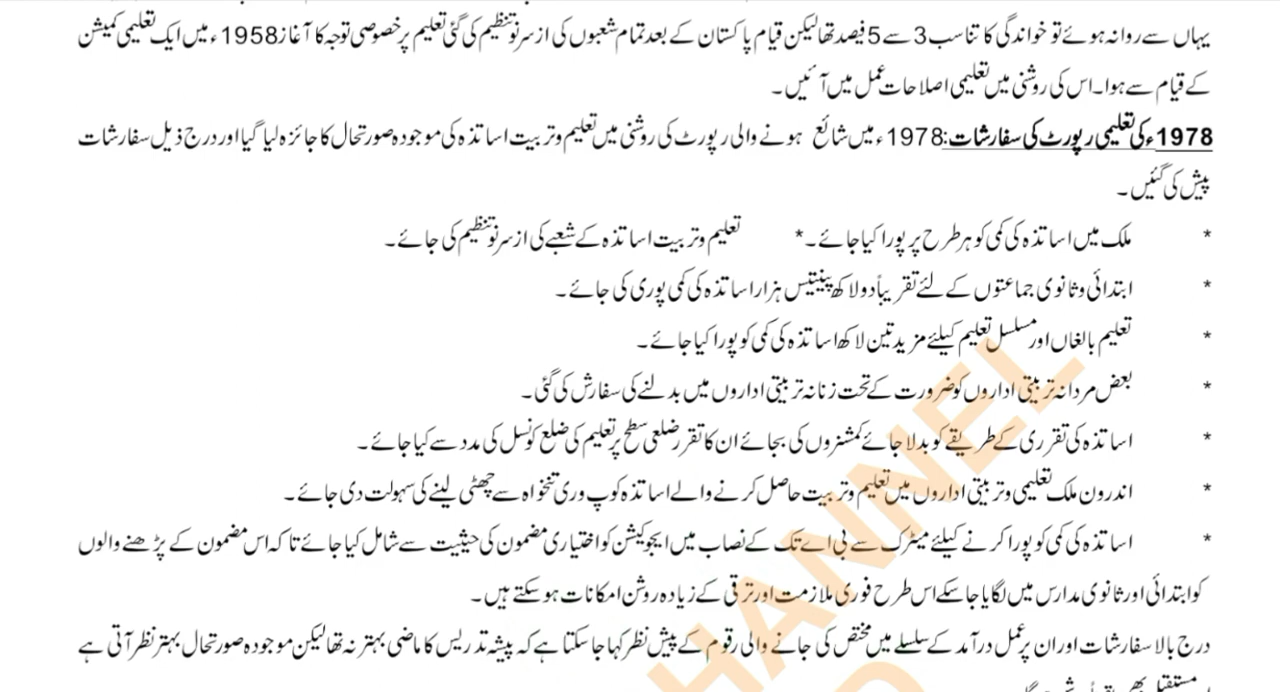 یہاں سے روانہ ہوئے تو خواندگی کا تناسب 3 سے 5 فیصد تھا لیکن قیام پاکستان کے بعد تمام شعبوں کی از سر نو تنظیم کی گئی تعلیم پر خصوصی توجہ کا آغاز 1958ء میں ایک تعلیمی کمیشن
کے قیام سے ہوا۔ اس کی روشنی میں تعلیمی اصلاحات عمل میں آئیں۔
1978ء کی تعلیمی رپورٹ کی سفارشات: 1978ء میں شائع ہونے والی رپورٹ کی روشنی میں تعلیم و تربیت اساتذہ کی موجودہ صورتحال کا جائزہ لیا گیا اور درج ذیل سفارشات
پیش کی گئیں۔
* ملک میں اساتذہ کی کمی کو ہر طرح پر پورا کیا جائے۔ * تعلیم و تربیت اساتذہ کے شعبے کی از سر نو تنظیم کی جائے۔
* ابتدائی و ثانوی جماعتوں کے لئے تقریباً دو لاکھ پینتیس ہزار اساتذہ کی کمی پوری کی جائے۔
* تعلیم بالغاں اور مسلسل تعلیم کیلئے مزید تین لاکھ اساتذہ کی کمی کو پورا کیا جائے۔
* بعض مردانہ تربیتی اداروں کو ضرورت کے تحت زنانہ تربیتی اداروں میں بدلنے کی سفارش کی گئی۔
* اساتذہ کی تقرری کے طریقے کو بدلا جائے کمشنروں کی بجائے ان کا تقرر ضلعی سطح پر تعلیم کی ضلع کونسل کی مدد سے کیا جائے۔
* اندرون ملک تعلیمی و تربیتی اداروں میں تعلیم و تربیت حاصل کرنے والے اساتذہ کو پوری تنخواہ سے چھٹی لینے کی سہولت دی جائے۔
* اساتذہ کی کمی کو پورا کرنے کیلئے میٹرک سے بی اے تک کے نصاب میں ایجوکیشن کو اختیاری مضمون کی حیثیت سے شامل کیا جائے تاکہ اس مضمون کے پڑھنے والوں
کو ابتدائی اور ثانوی مدارس میں لگایا جاسکے اس طرح فوری ملازمت اور ترقی کے زیادہ روشن امکانات ہوسکتے ہیں۔
درج بالا سفارشات اور ان پر عمل درآمد کے سلسلے میں مختص کی جانے والی رقوم کے پیش نظر کہا جاسکتا ہے کہ پیشہ تدریس کا ماضی بہتر نہ تھا لیکن موجودہ صورتحال بہتر نظر آتی ہے
HANNEL